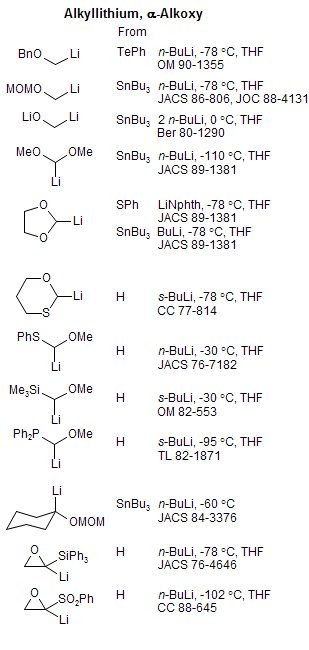 Alkyllithium, α-Alkoxy
From
BnO Li TePh n-BuLi, -78 °C, THF
OM 90-1355
MOMO Li SnBu3 n-BuLi, -78 °C, THF
JACS 86-806, JOC 88-4131
LiO Li SnBu3 2 n-BuLi, 0 °C, THF
Ber 80-1290
MeO OMe SnBu3 n-BuLi, -110 °C, THF
JACS 89-1381
Li
O SPh LiNphth, -78 °C, THF
Li JACS 89-1381
O SnBu3 BuLi, -78 °C, THF
JACS 89-1381
O
Li H s-BuLi, -78 °C, THF
S CC 77-814
PhS OMe
H n-BuLi, -30 °C, THF
Li JACS 76-7182
Me3Si OMe H s-BuLi, -30 °C, THF
OM 82-553
Li
Ph2P OMe H s-BuLi, -95 °C, THF
TL 82-1871
Li
Li
SnBu3 n-BuLi, -60 °C
OMOM JACS 84-3376
O SiPh3 H n-BuLi, -78 °C, THF
JACS 76-4646
Li
O SO2Ph H n-BuLi, -102 °C, THF
CC 88-645
Li